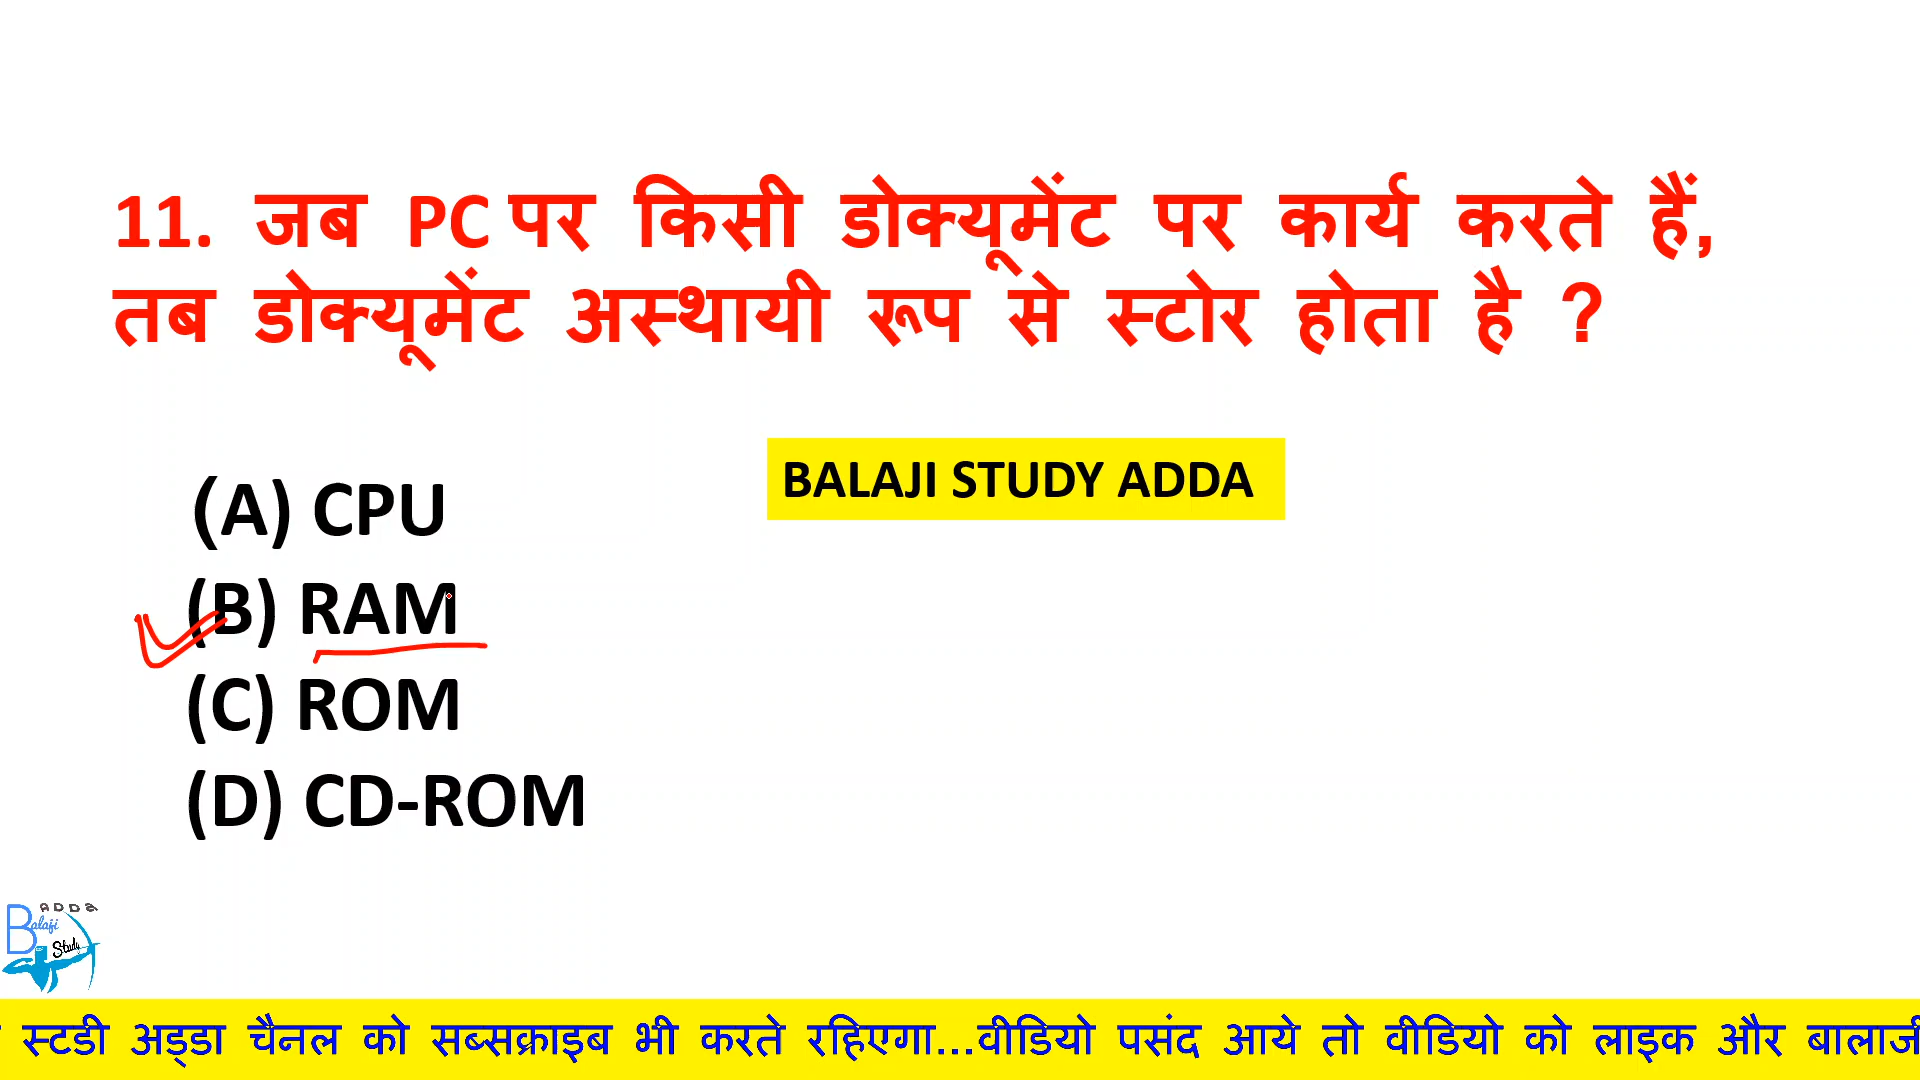 11. जब PC पर किसी डोक्यूमेंट पर कार्य करते हैं,
तब डोक्यूमेंट अस्थायी रूप से स्टोर होता है ?
BALAJI STUDY ADDA
(A) CPU
(B) RAM
(C) ROM
(D) CD-ROM
ADDA
Balaji
Study
स्टडी अड्डा चैनल को सब्सक्राइब भी करते रहिएगा...वीडियो पसंद आये तो वीडियो को लाइक और बालाजी